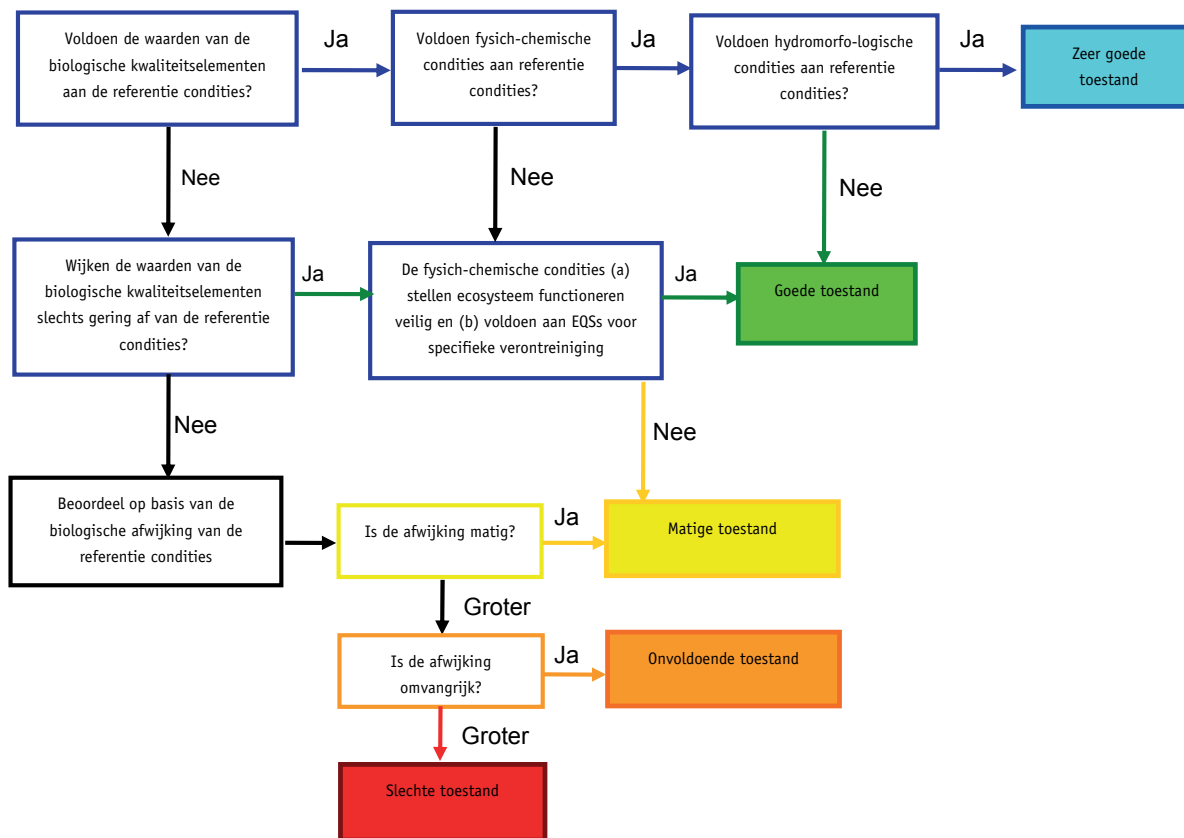 Voldoen de waarden van de
biologische kwaliteitselementen
aan de referentie condities?
Ja
Voldoen fysich-chemische
condities aan referentie
condities?
Ja
Voldoen hydromorfo-logische
condities aan referentie
condities?
Ja
Zeer goede
toestand
Nee
Nee
Nee
Wijken de waarden van de
biologische kwaliteitselementen
slechts gering af van de referentie
condities?
Ja
De fysich-chemische condities (a)
stellen ecosysteem functioneren
veilig en (b) voldoen aan EQSs voor
specifieke verontreiniging
Ja
Goede toestand
Nee
Nee
Beoordeel op basis van de
biologische afwijking van de
referentie condities
Is de afwijking matig?
Ja
Matige toestand
Groter
Is de afwijking
omvangrijk?
Ja
Onvoldoende toestand
Groter
Slechte toestand